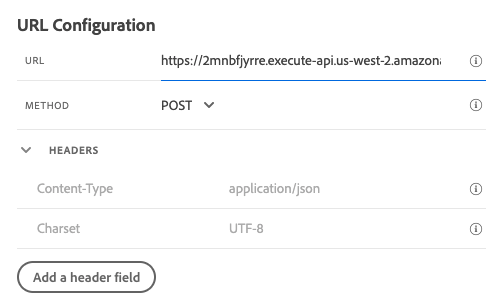 URL Configuration
URL https://2mnbfjyrre.execute-api.us-west-2.amazona
METHOD POST
HEADERS
Content-Type application/json
Charset UTF-8
Add a header field